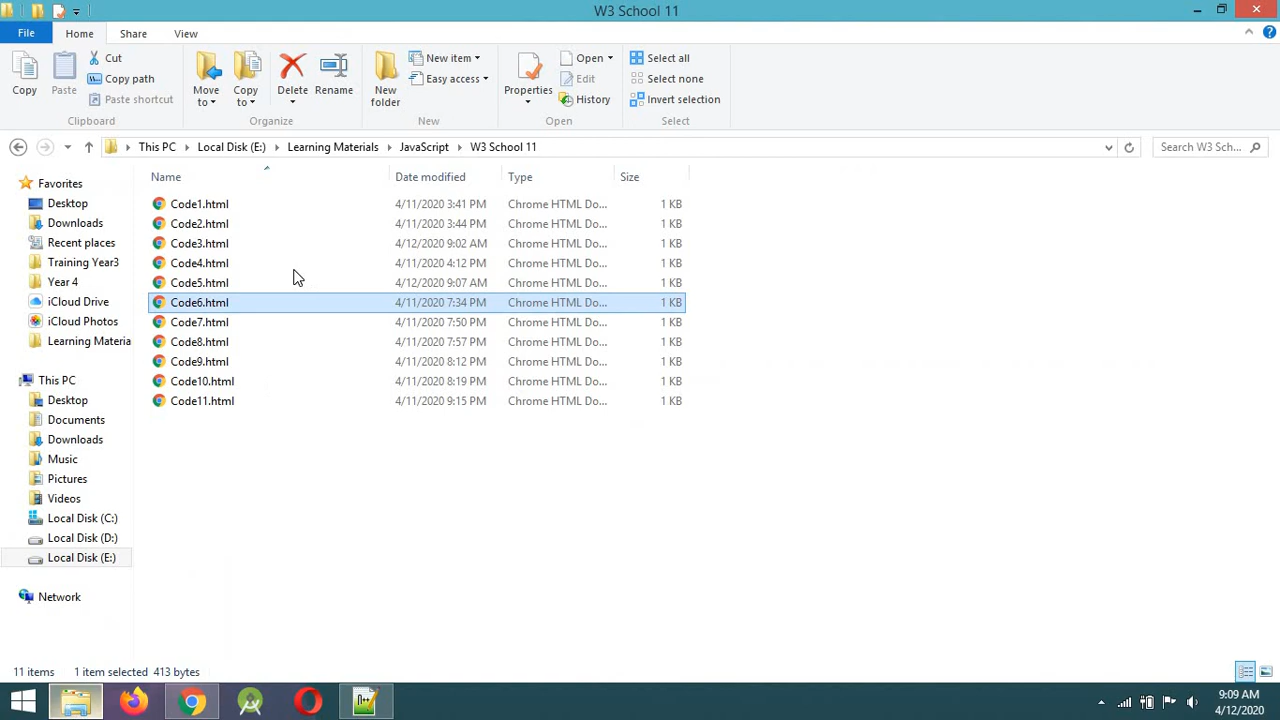 W3 School 11
File Home Share View
Copy
Paste
Cut
Copy path
Paste shortcut
Clipboard
Move to
Copy to
Delete
Rename
Organize
New folder
New item
Easy access
New
Properties
Open
Edit
History
Open
Select all
Select none
Invert selection
Select
This PC Local Disk (E:) Learning Materials JavaScript W3 School 11
Search W3 Sch...
Favorites
Desktop
Downloads
Recent places
Training Year3
Year 4
iCloud Drive
iCloud Photos
Learning Materia
This PC
Desktop
Documents
Downloads
Music
Pictures
Videos
Local Disk (C:)
Local Disk (D:)
Local Disk (E:)
Network
Name Date modified Type Size
Code1.html 4/11/2020 3:41 PM Chrome HTML Do... 1 KB
Code2.html 4/11/2020 3:44 PM Chrome HTML Do... 1 KB
Code3.html 4/12/2020 9:02 AM Chrome HTML Do... 1 KB
Code4.html 4/11/2020 4:12 PM Chrome HTML Do... 1 KB
Code5.html 4/12/2020 9:07 AM Chrome HTML Do... 1 KB
Code6.html 4/11/2020 7:34 PM Chrome HTML Do... 1 KB
Code7.html 4/11/2020 7:50 PM Chrome HTML Do... 1 KB
Code8.html 4/11/2020 7:57 PM Chrome HTML Do... 1 KB
Code9.html 4/11/2020 8:12 PM Chrome HTML Do... 1 KB
Code10.html 4/11/2020 8:19 PM Chrome HTML Do... 1 KB
Code11.html 4/11/2020 9:15 PM Chrome HTML Do... 1 KB
11 items 1 item selected 413 bytes
9:09 AM
4/12/2020